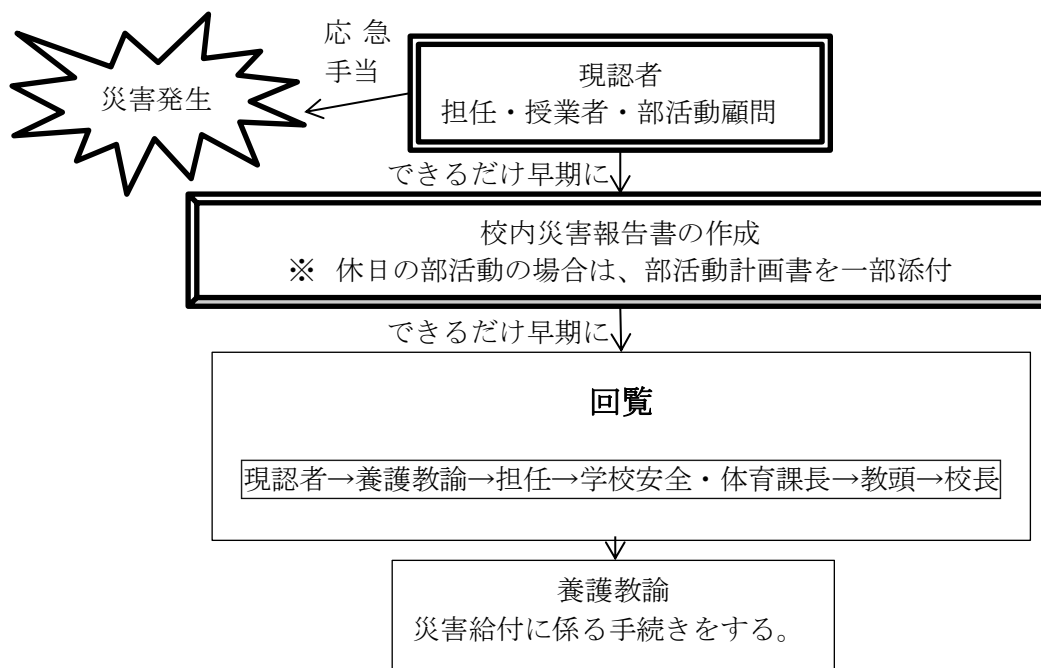 応 急
手当
災害発生
現認者
担任・授業者・部活動顧問
できるだけ早期に
校内災害報告書の作成
※ 休日の部活動の場合は、部活動計画書を一部添付
できるだけ早期に
回覧
現認者→養護教諭→担任→学校安全・体育課長→教頭→校長
養護教諭
災害給付に係る手続きをする。